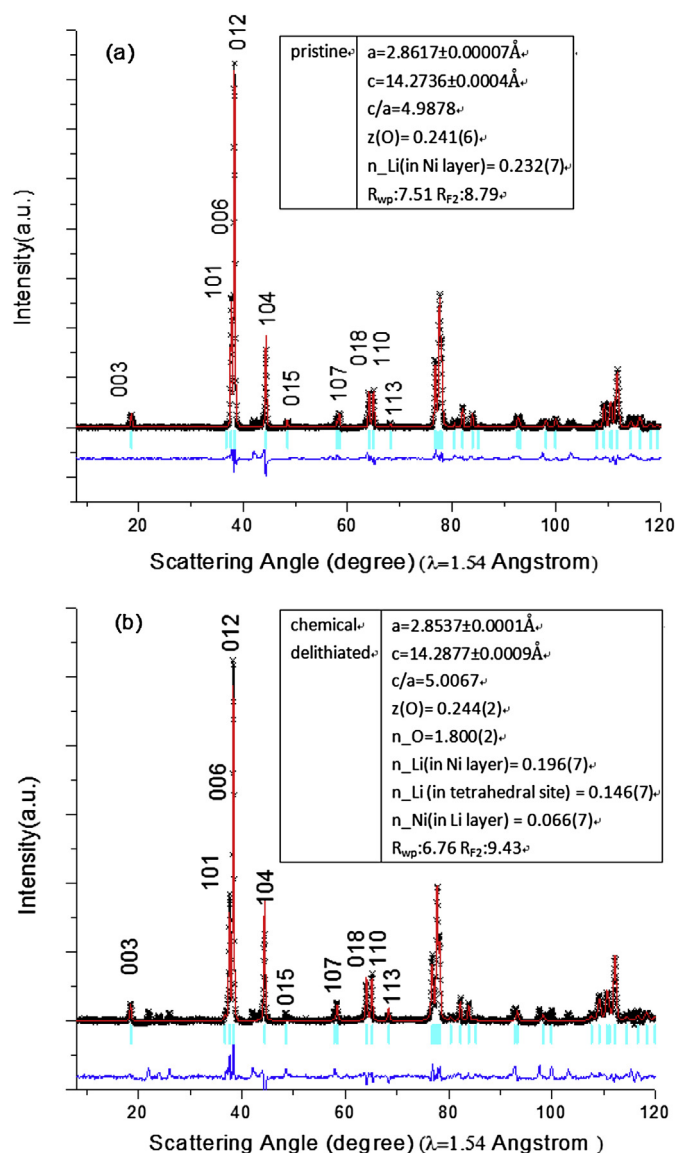 (a)
012
006
101
104
003
015
107
018
110
113
pristine↵
a=2.8617±0.00007Å↵
c=14.2736±0.0004Å↵
c/a=4.9878↵
z(O)= 0.241(6)↵
n_Li(in Ni layer)= 0.232(7)↵
Rwp:7.51 RF2:8.79↵
Intensity(a.u.)
20 40 60 80 100 120
Scattering Angle (degree) (λ=1.54 Angstrom)
(b)
012
006
101
104
003
015
107
018
110
113
chemical↵
delithiated↵
a=2.8537±0.0001Å↵
c=14.2877±0.0009Å↵
c/a=5.0067↵
z(O)= 0.244(2)↵
n_O=1.800(2)↵
n_Li(in Ni layer)= 0.196(7)↵
n_Li (in tetrahedral site) = 0.146(7)↵
n_Ni(in Li layer)= 0.066(7)↵
Rwp:6.76 RF2:9.43↵
Intensity(a.u.)
20 40 60 80 100 120
Scattering Angle (degree) (λ=1.54 Angstrom )